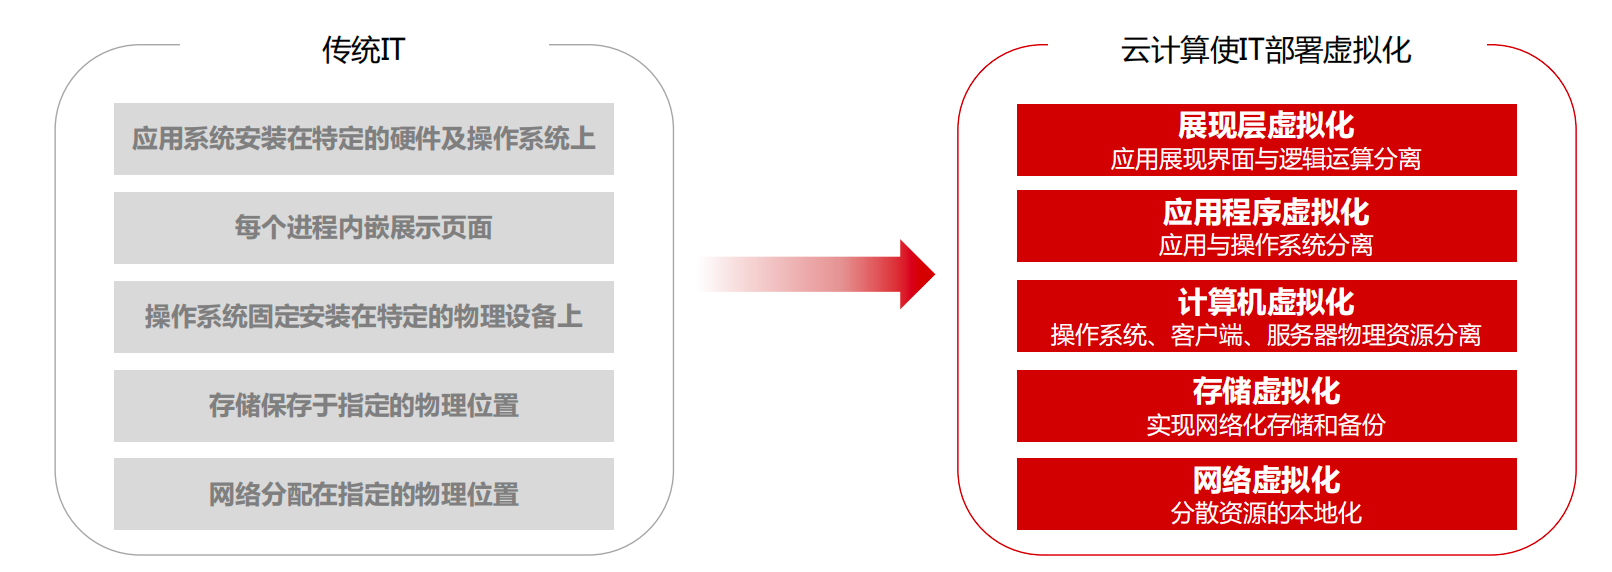 传统IT
应用系统安装在特定的硬件及操作系统上
每个进程内嵌展示页面
操作系统固定安装在特定的物理设备上
存储保存于指定的物理位置
网络分配在指定的物理位置
云计算使IT部署虚拟化
展现层虚拟化
应用展现界面与逻辑运算分离
应用程序虚拟化
应用与操作系统分离
计算机虚拟化
操作系统、客户端、服务器物理资源分离
存储虚拟化
实现网络化存储和备份
网络虚拟化
分散资源的本地化